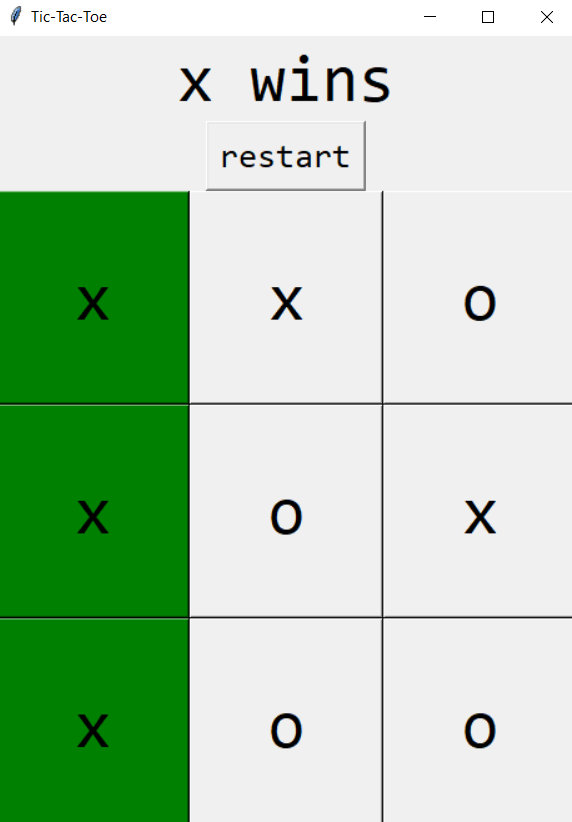 Tic-Tac-Toe
x wins
restart
x x o
x o x
x o o